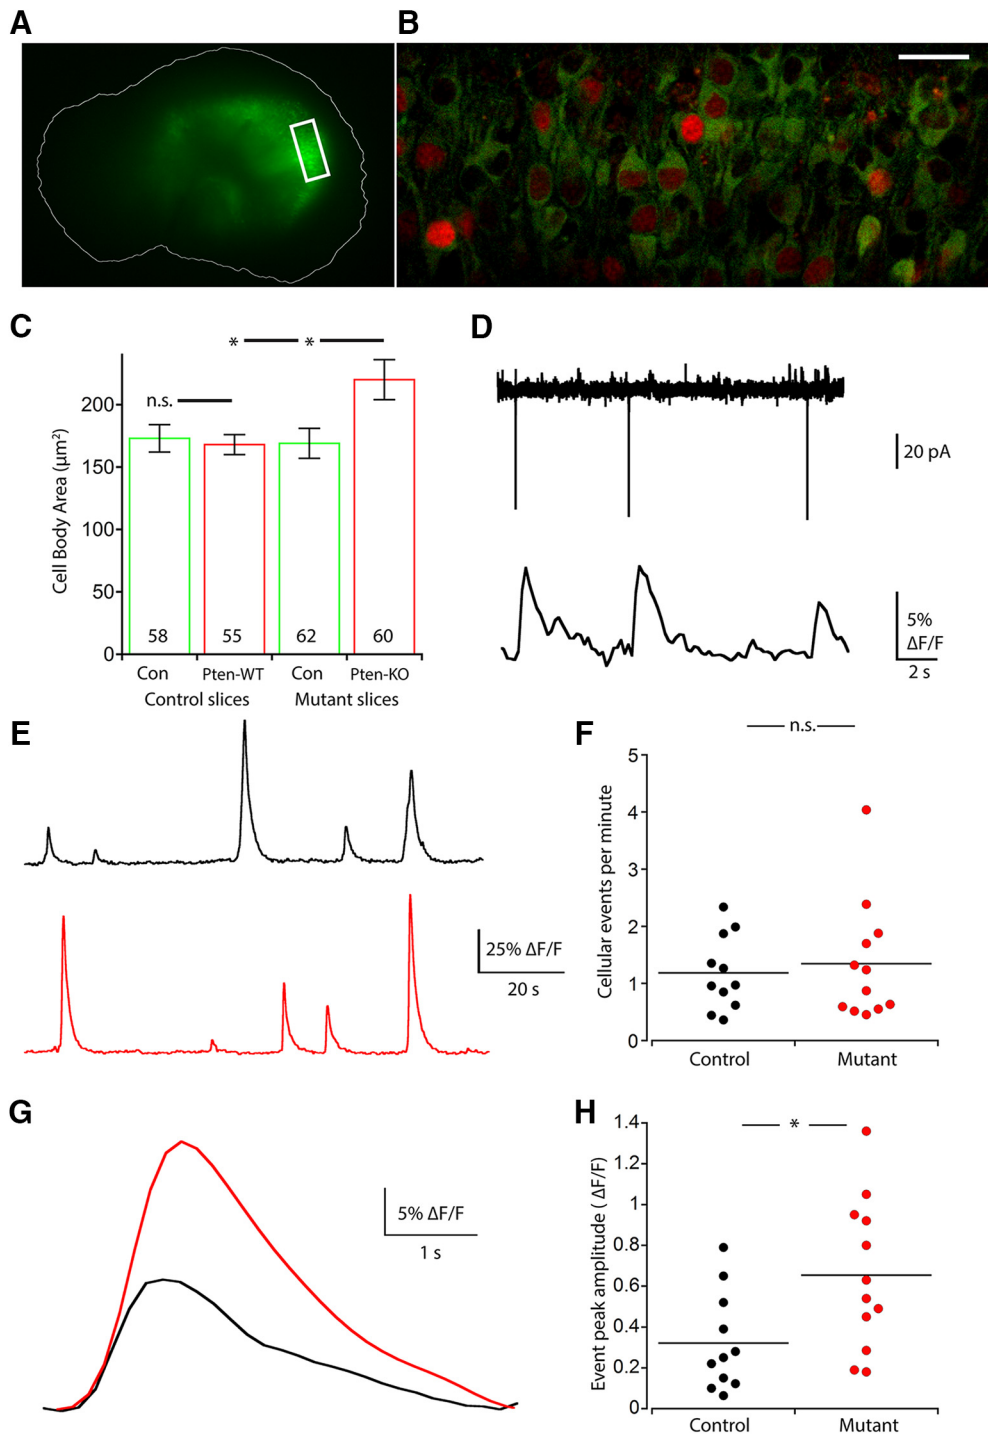 A
B
C
* *
n.s.
200
150
100
50
0
Cell Body Area (µm²)
58 55 62 60
Con Pten-WT Con Pten-KO
Control slices Mutant slices
D
20 pA
5%
ΔF/F
2 s
E
25% ΔF/F
20 s
F
n.s.
5
4
3
2
1
0
Cellular events per minute
Control Mutant
G
5% ΔF/F
1 s
H
*
1.4
1.2
1
0.8
0.6
0.4
0.2
0
Event peak amplitude ( ΔF/F)
Control Mutant